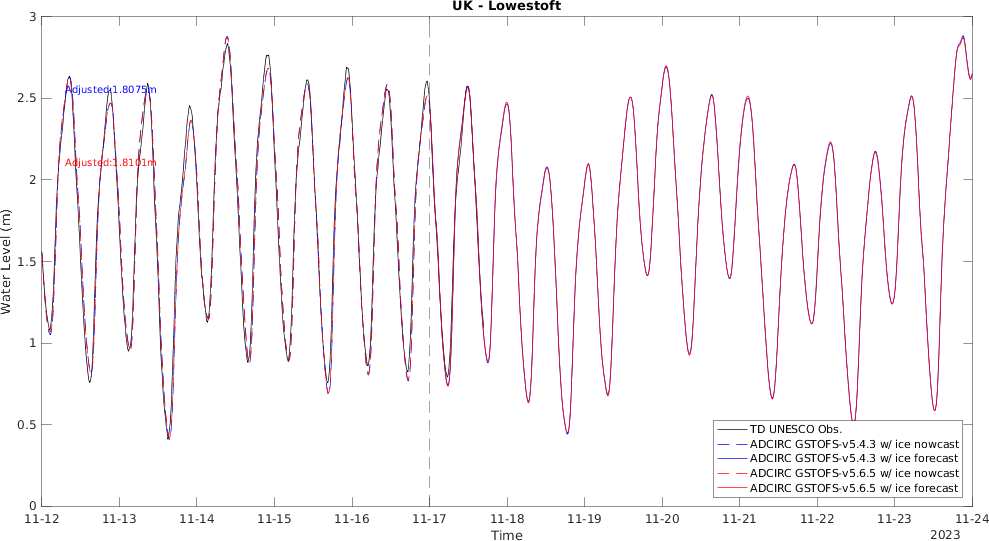 UK - Lowestoft
3
2.5
2
1.5
1
0.5
0
Water Level (m)
Adjusted:1.8075m
Adjusted:1.8101m
TD UNESCO Obs.
ADCIRC GSTOFS-v5.4.3 w/ ice nowcast
ADCIRC GSTOFS-v5.4.3 w/ ice forecast
ADCIRC GSTOFS-v5.6.5 w/ ice nowcast
ADCIRC GSTOFS-v5.6.5 w/ ice forecast
11-12 11-13 11-14 11-15 11-16 11-17 11-18 11-19 11-20 11-21 11-22 11-23 11-24
Time
2023